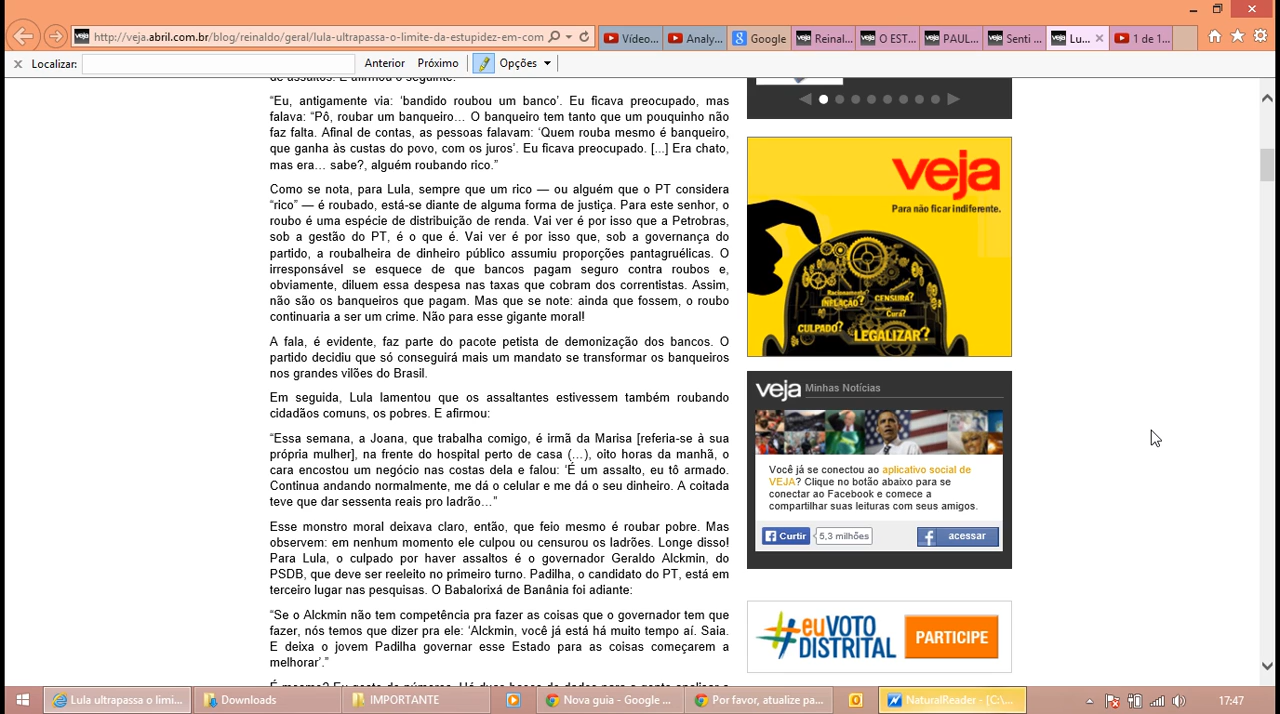 http://veja.abril.com.br/blog/reinaldo/geral/lula-ultrapassa-o-limite-da-estupidez-em-com
Vídeo...
Analy...
Google
Reinal...
O EST...
PAUL...
Senti ...
Lu...
1 de 1...
Localizar:
Anterior
Próximo
Opções
de assaltos. E afirmou o seguinte:
“Eu, antigamente via: ‘bandido roubou um banco’. Eu ficava preocupado, mas
falava: “Pô, roubar um banqueiro… O banqueiro tem tanto que um pouquinho não
faz falta. Afinal de contas, as pessoas falavam: ‘Quem rouba mesmo é banqueiro,
que ganha às custas do povo, com os juros’. Eu ficava preocupado. [...] Era chato,
mas era… sabe?, alguém roubando rico.”
Como se nota, para Lula, sempre que um rico — ou alguém que o PT considera
“rico” — é roubado, está-se diante de alguma forma de justiça. Para este senhor, o
roubo é uma espécie de distribuição de renda. Vai ver é por isso que a Petrobras,
sob a gestão do PT, é o que é. Vai ver é por isso que, sob a governança do
partido, a roubalheira de dinheiro público assumiu proporções pantagruélicas. O
irresponsável se esquece de que bancos pagam seguro contra roubos e,
obviamente, diluem essa despesa nas taxas que cobram dos correntistas. Assim,
não são os banqueiros que pagam. Mas que se note: ainda que fossem, o roubo
continuaria a ser um crime. Não para esse gigante moral!
A fala, é evidente, faz parte do pacote petista de demonização dos bancos. O
partido decidiu que só conseguirá mais um mandato se transformar os banqueiros
nos grandes vilões do Brasil.
Em seguida, Lula lamentou que os assaltantes estivessem também roubando
cidadãos comuns, os pobres. E afirmou:
“Essa semana, a Joana, que trabalha comigo, é irmã da Marisa [referia-se à sua
própria mulher], na frente do hospital perto de casa (…), oito horas da manhã, o
cara encostou um negócio nas costas dela e falou: ‘É um assalto, eu tô armado.
Continua andando normalmente, me dá o celular e me dá o seu dinheiro. A coitada
teve que dar sessenta reais pro ladrão…”
Esse monstro moral deixava claro, então, que feio mesmo é roubar pobre. Mas
observem: em nenhum momento ele culpou ou censurou os ladrões. Longe disso!
Para Lula, o culpado por haver assaltos é o governador Geraldo Alckmin, do
PSDB, que deve ser reeleito no primeiro turno. Padilha, o candidato do PT, está em
terceiro lugar nas pesquisas. O Babalorixá de Banânia foi adiante:
“Se o Alckmin não tem competência pra fazer as coisas que o governador tem que
fazer, nós temos que dizer pra ele: ‘Alckmin, você já está há muito tempo aí. Saia.
E deixa o jovem Padilha governar esse Estado para as coisas começarem a
melhorar’.”
É mesmo? Eu gosto de números. Há duas bases de dados para a gente analisar o
veja
Para não ficar indiferente.
Racionamento?
INFLAÇÃO?
CENSURA?
Cura?
CULPADO?
LEGALIZAR?
veja Minhas Notícias
Você já se conectou ao aplicativo social de
VEJA? Clique no botão abaixo para se
conectar ao Facebook e comece a
compartilhar suas leituras com seus amigos.
Curtir
5,3 milhões
acessar
#euVOTO
DISTRITAL
PARTICIPE
Lula ultrapassa o limi...
Downloads
IMPORTANTE
Nova guia - Google ...
Por favor, atualize pa...
NaturalReader - [C:\...
17:47